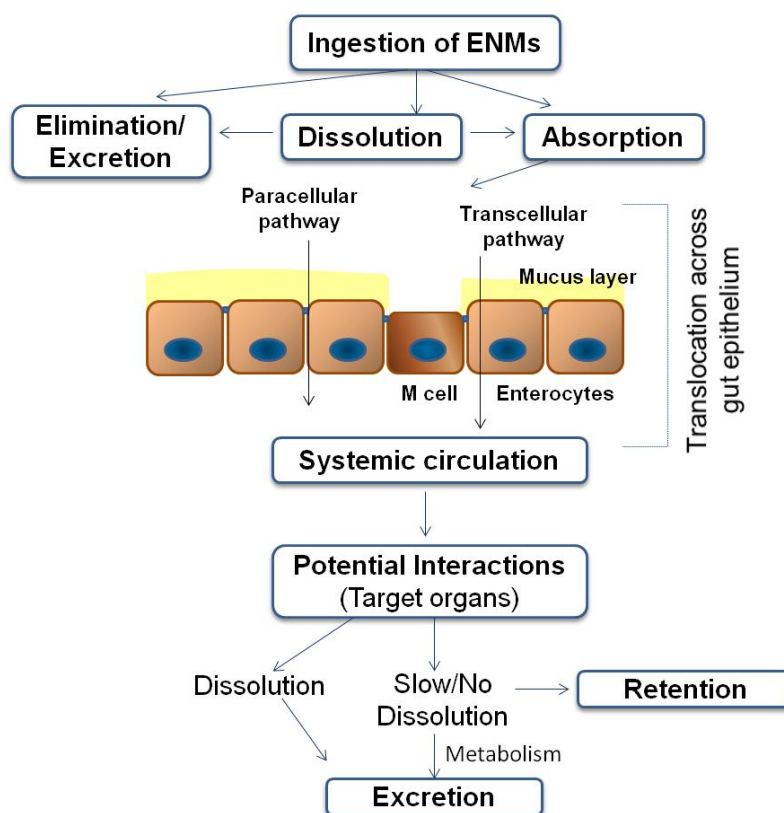 Ingestion of ENMs
Elimination/
Excretion
Dissolution
Absorption
Paracellular
pathway
Transcellular
pathway
Mucus layer
M cell
Enterocytes
Translocation across
gut epithelium
Systemic circulation
Potential Interactions
(Target organs)
Dissolution
Slow/No
Dissolution
Retention
Metabolism
Excretion